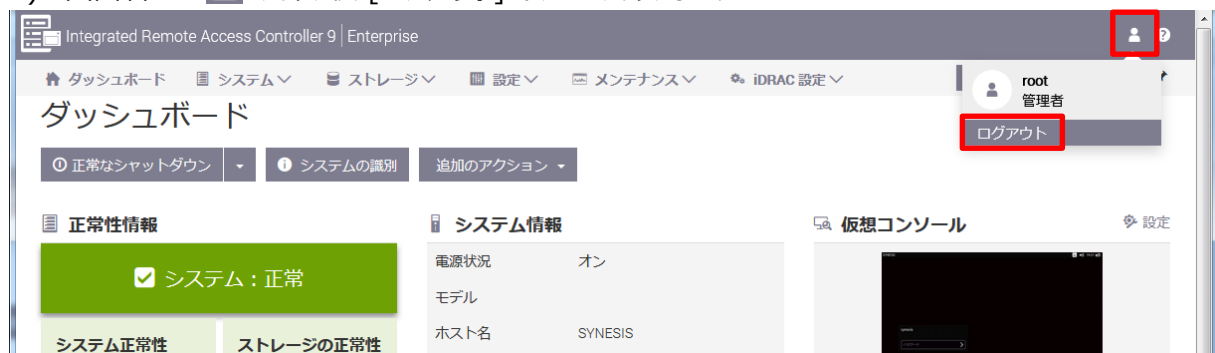 Integrated Remote Access Controller 9 | Enterprise
ダッシュボード システム ストレージ 設定 メンテナンス iDRAC 設定
root
管理者
ログアウト
ダッシュボード
正常なシャットダウン システムの識別 追加のアクション
正常性情報
システム：正常
システム正常性 ストレージの正常性
システム情報
電源状況 オン
モデル
ホスト名 SYNESIS
仮想コンソール 設定